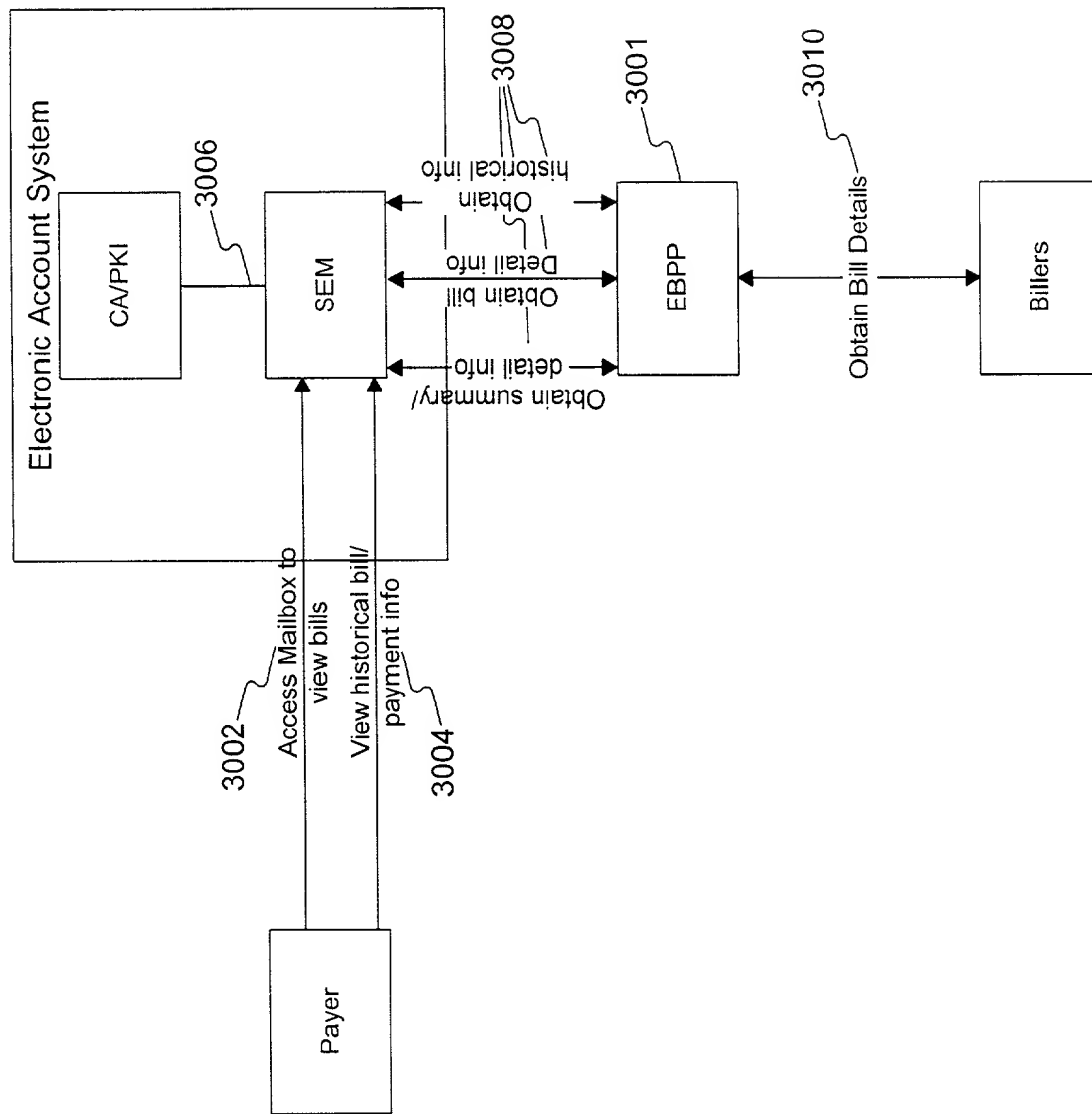 Electronic Account System
CA/PKI
3006
SEM
3002
Access Mailbox to
view bills
View historical bill/
payment info
3004
Payer
Obtain summary/
detail info
Obtain bill
Detail info
Obtain
historical info
3008
EBPP
3001
Obtain Bill Details
3010
Billers